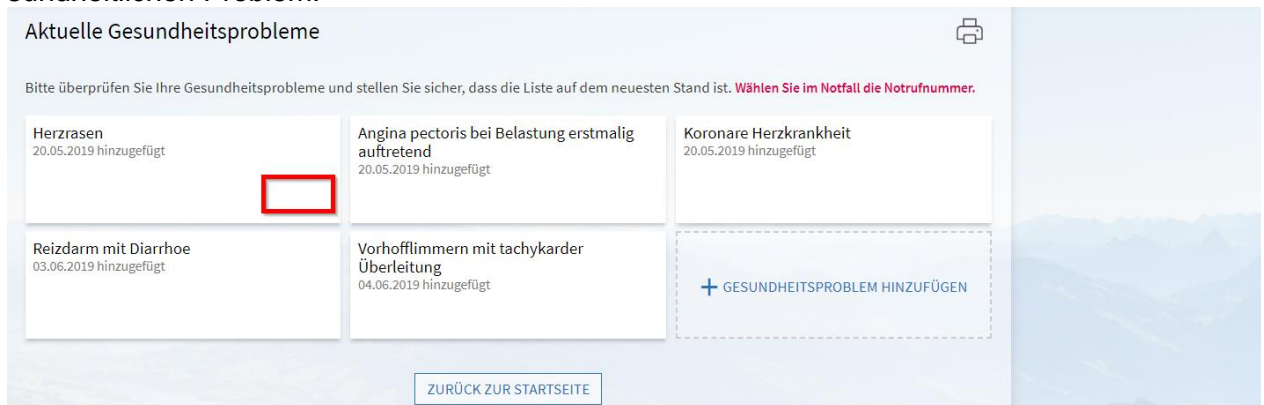 Aktuelle Gesundheitsprobleme
Bitte überprüfen Sie Ihre Gesundheitsprobleme und stellen Sie sicher, dass die Liste auf dem neuesten Stand ist. Wählen Sie im Notfall die Notrufnummer.
Herzrasen
20.05.2019 hinzugefügt
Angina pectoris bei Belastung erstmalig
auftretend
20.05.2019 hinzugefügt
Koronare Herzkrankheit
20.05.2019 hinzugefügt
Reizdarm mit Diarrhoe
03.06.2019 hinzugefügt
Vorhofflimmern mit tachykarder
Überleitung
04.06.2019 hinzugefügt
+ GESUNDHEITSPROBLEM HINZUFÜGEN
ZURÜCK ZUR STARTSEITE